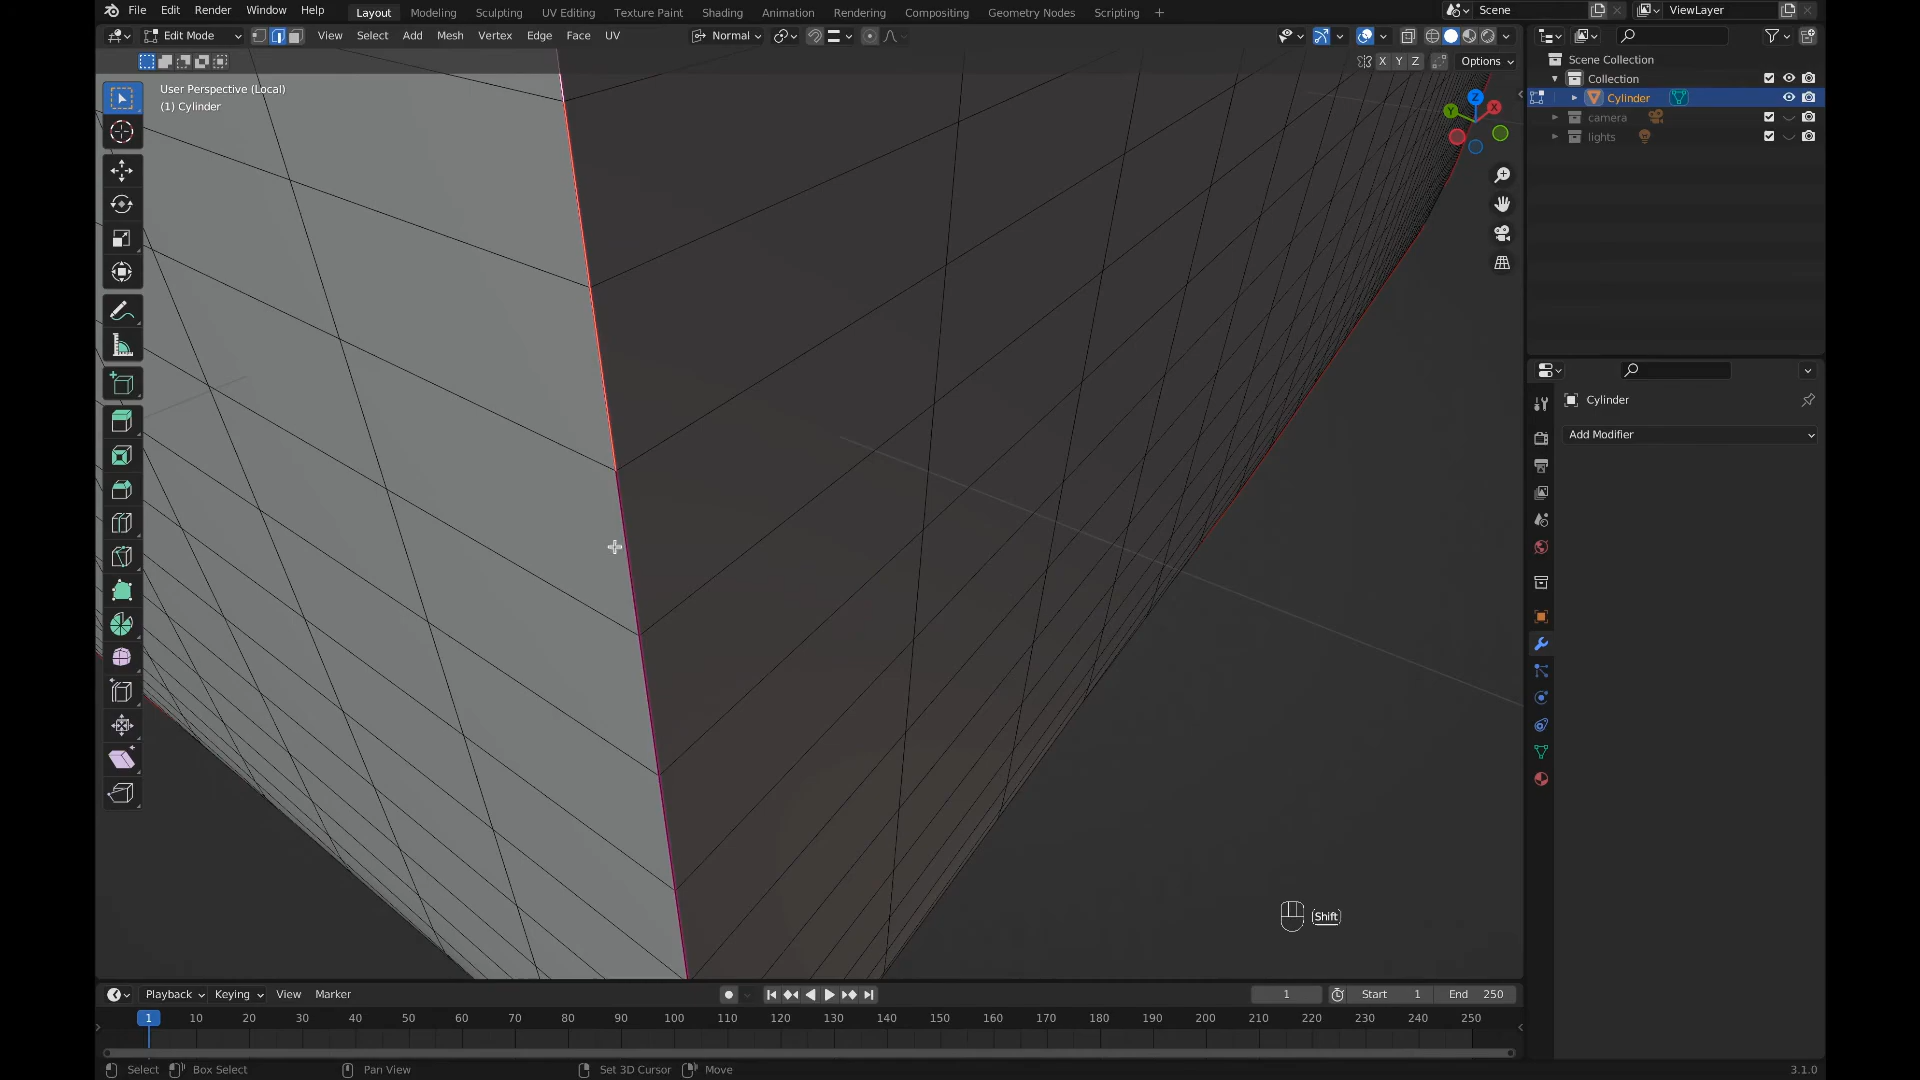 File Edit Render Window Help Layout Modeling Sculpting UV Editing Texture Paint Shading Animation Rendering Compositing Geometry Nodes Scripting + Scene ViewLayer
Edit Mode View Select Add Mesh Vertex Edge Face UV Normal
X Y Z Options
User Perspective (Local)
(1) Cylinder
Z
X
Y
Scene Collection
Collection
Cylinder
camera
lights
Cylinder
Add Modifier
Shift
Playback Keying View Marker 1 Start 1 End 250
1 10 20 30 40 50 60 70 80 90 100 110 120 130 140 150 160 170 180 190 200 210 220 230 240 250
Select Box Select Pan View Set 3D Cursor Move 3.1.0